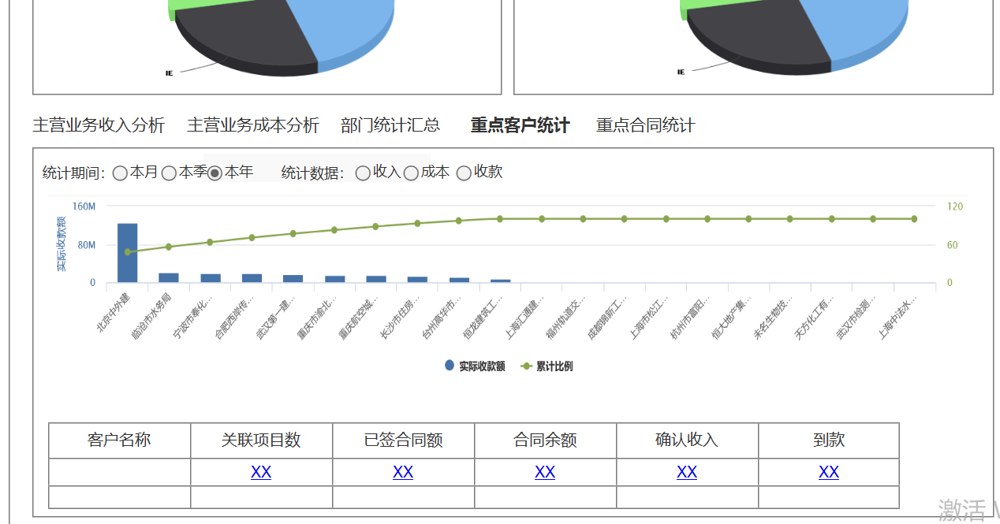 IE IE
主营业务收入分析 主营业务成本分析 部门统计汇总 重点客户统计 重点合同统计
统计期间：本月 本季 本年 统计数据： 收入 成本 收款
160M 120
实际收款额
80M 60
0 0
北京中外建 临沧市水务局 宁波市奉化... 合肥西岸传... 武汉第一建... 重庆市渝北... 重庆航空城... 长沙市住房... 台州高华市... 恒龙建筑工... 上海汇通建... 福州轨道交... 成都锦新工... 上海市松江... 杭州市富阳... 恒大地产集... 未名生物技... 天方化工有... 武汉市检测... 上海中法水...
实际收款额 累计比例
客户名称 关联项目数 已签合同额 合同余额 确认收入 到款
XX XX XX XX XX
激活